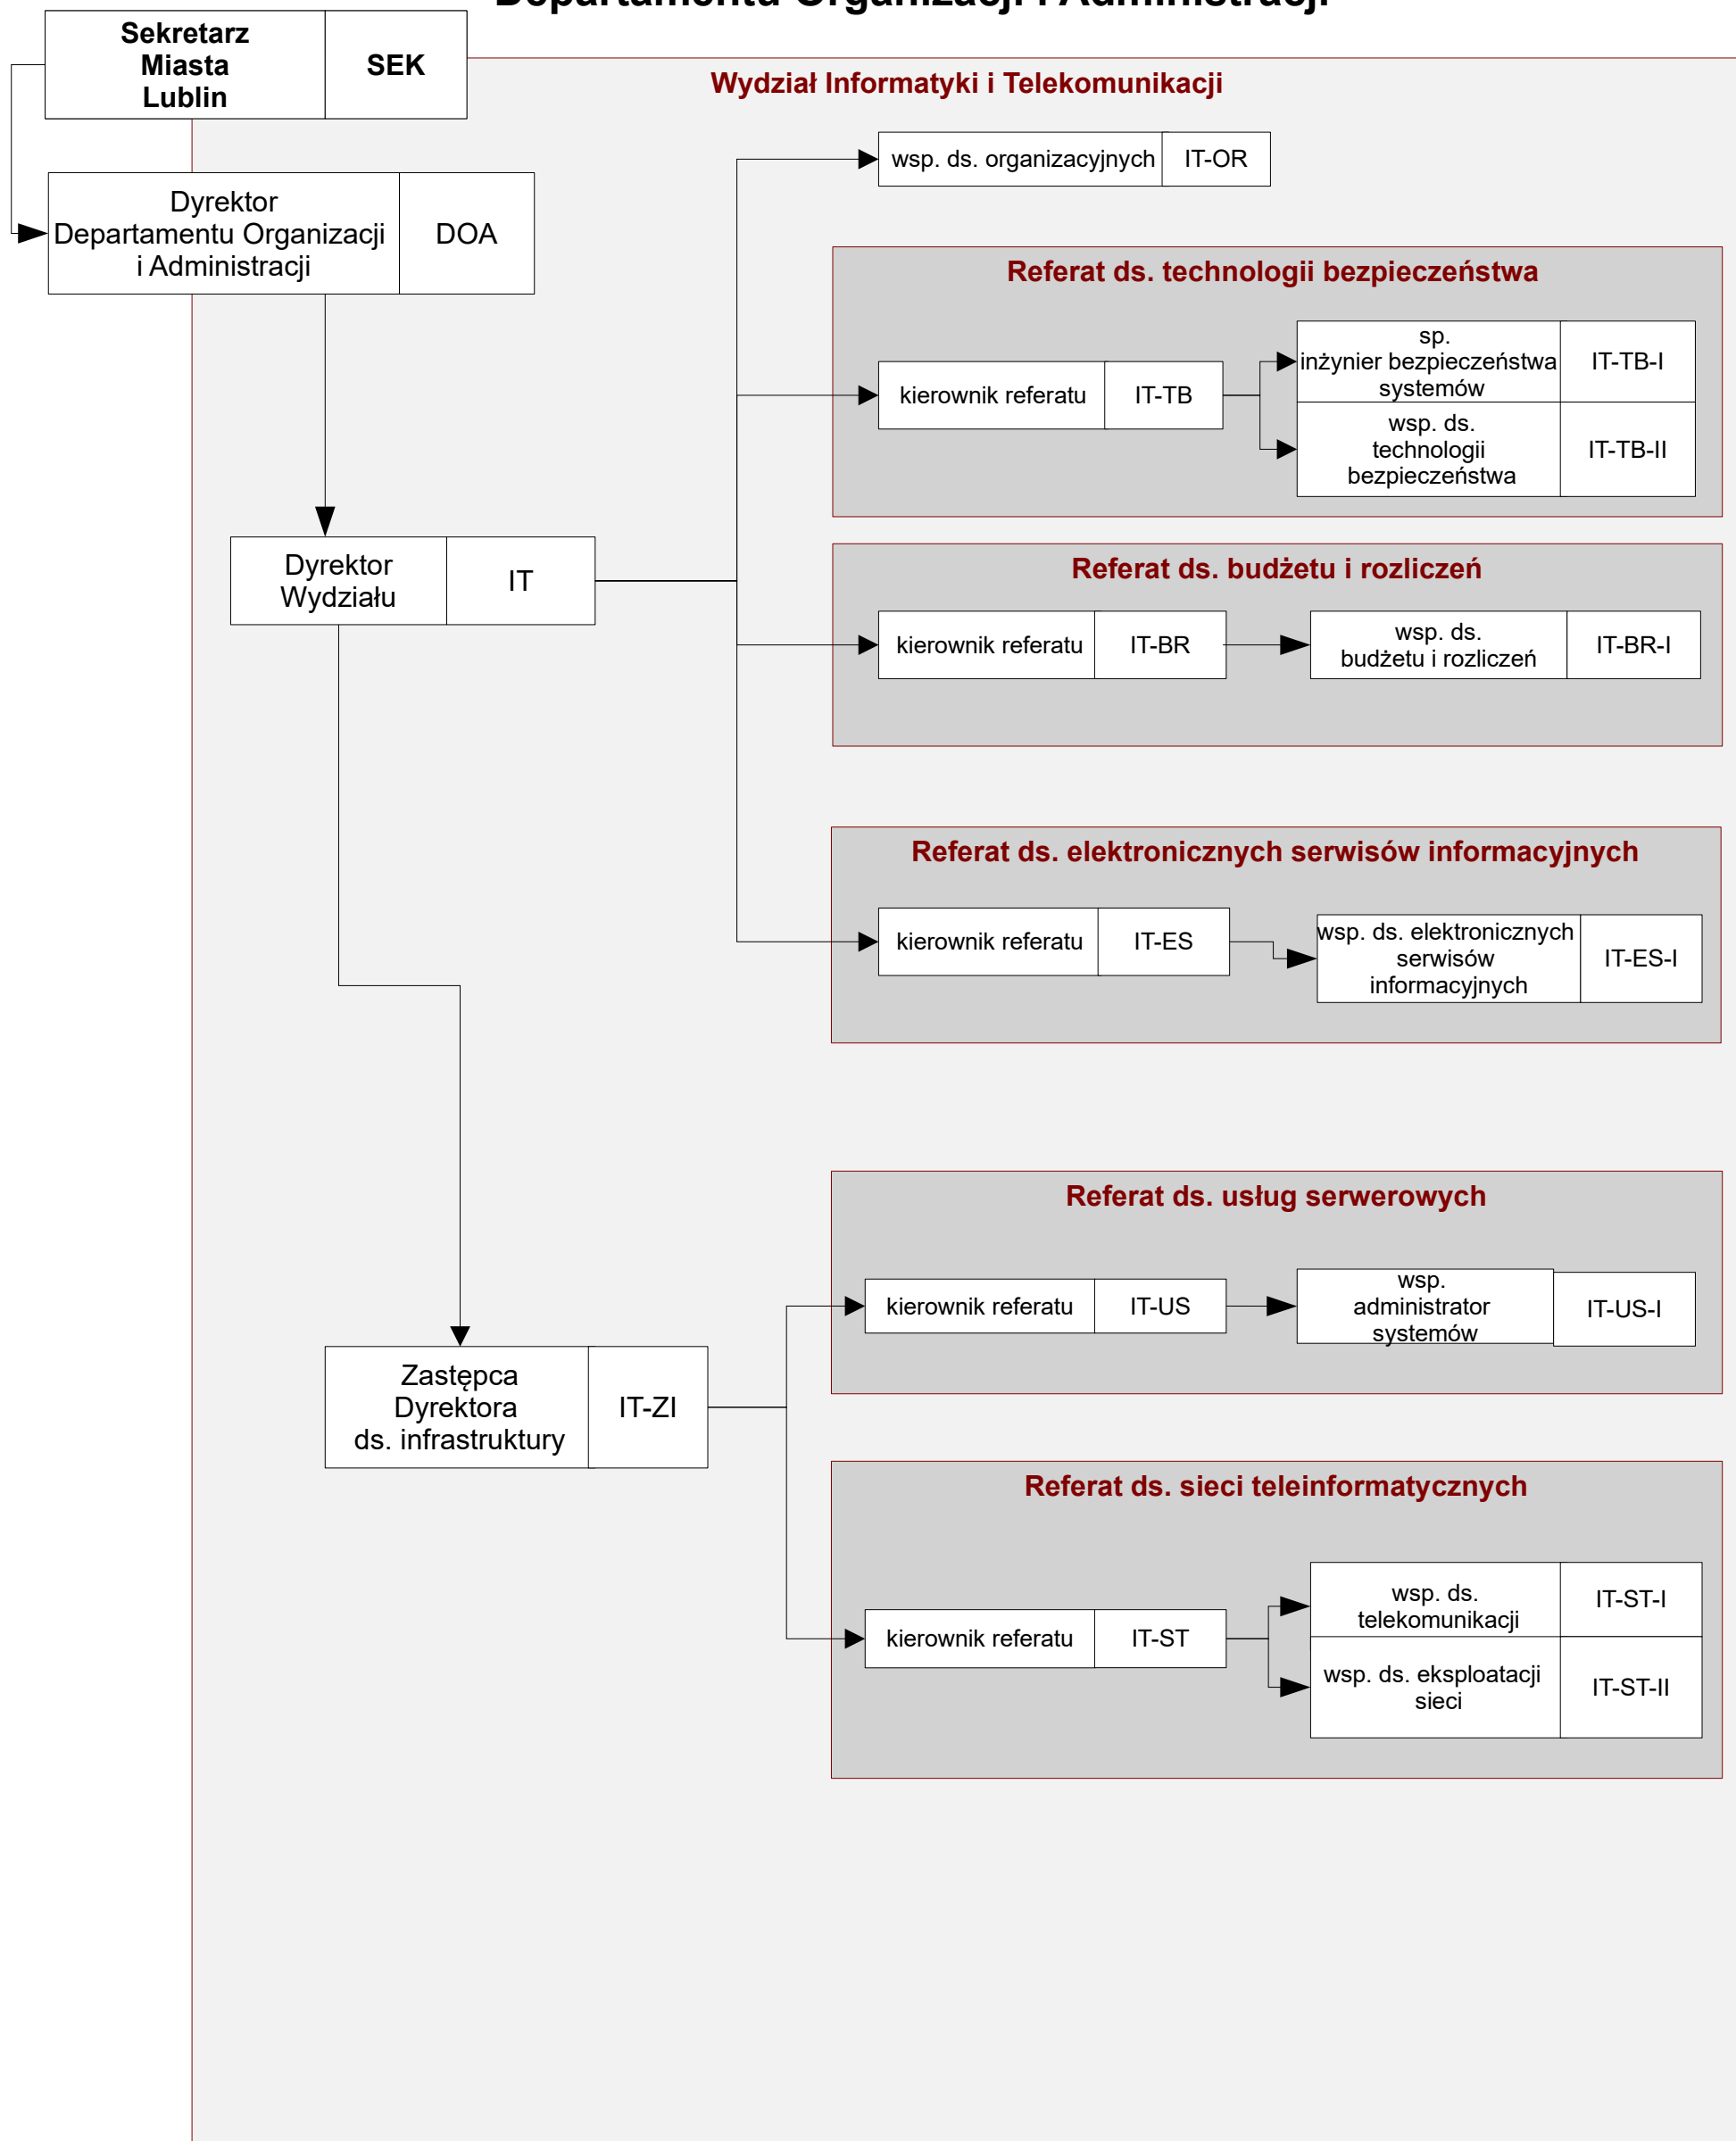 Departamentu Organizacji i Administracji
Sekretarz
Miasta
Lublin
SEK
Wydział Informatyki i Telekomunikacji
wsp. ds. organizacyjnych
IT-OR
Dyrektor
Departamentu Organizacji
i Administracji
DOA
Referat ds. technologii bezpieczeństwa
kierownik referatu
IT-TB
sp.
inżynier bezpieczeństwa
systemów
IT-TB-I
wsp. ds.
technologii
bezpieczeństwa
IT-TB-II
Dyrektor
Wydziału
IT
Referat ds. budżetu i rozliczeń
kierownik referatu
IT-BR
wsp. ds.
budżetu i rozliczeń
IT-BR-I
Referat ds. elektronicznych serwisów informacyjnych
kierownik referatu
IT-ES
wsp. ds. elektronicznych
serwisów
informacyjnych
IT-ES-I
Referat ds. usług serwerowych
kierownik referatu
IT-US
wsp.
administrator
systemów
IT-US-I
Zastępca
Dyrektora
ds. infrastruktury
IT-ZI
Referat ds. sieci teleinformatycznych
kierownik referatu
IT-ST
wsp. ds.
telekomunikacji
IT-ST-I
wsp. ds. eksploatacji
sieci
IT-ST-II